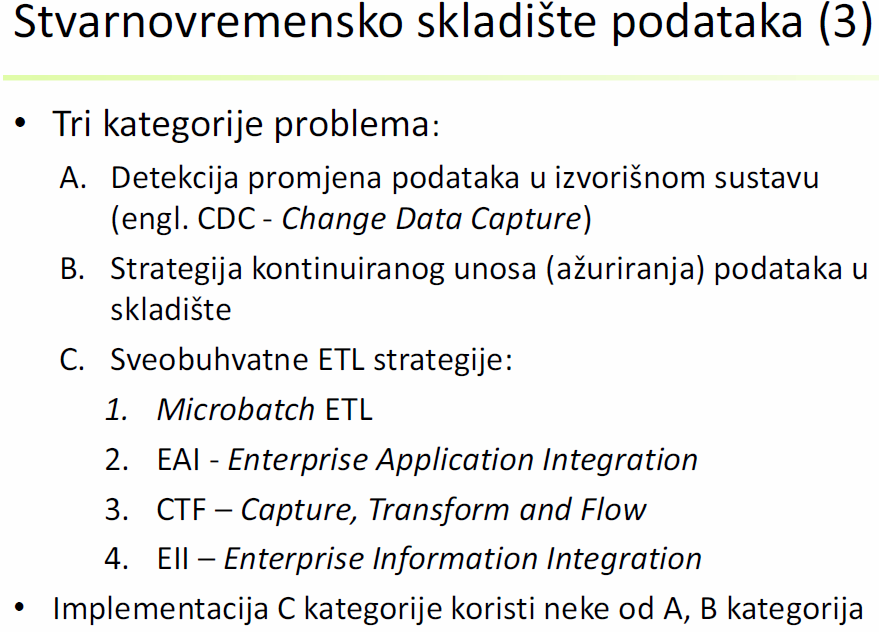 Stvarnovremensko skladište podataka (3)
• Tri kategorije problema:
A. Detekcija promjena podataka u izvorišnom sustavu
(engl. CDC - Change Data Capture)
B. Strategija kontinuiranog unosa (ažuriranja) podataka u
skladište
C. Sveobuhvatne ETL strategije:
1. Microbatch ETL
2. EAI - Enterprise Application Integration
3. CTF – Capture, Transform and Flow
4. EII – Enterprise Information Integration
• Implementacija C kategorije koristi neke od A, B kategorija